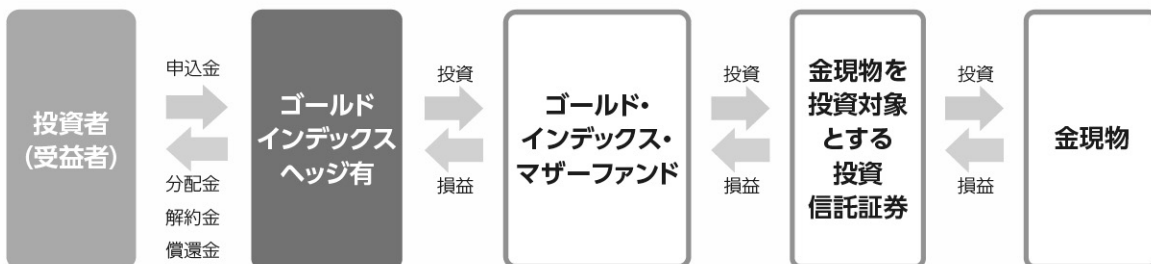 投資者
(受益者)
申込金
分配金
解約金
償還金
ゴールド
インデックス
ヘッジ有
投資
損益
ゴールド・
インデックス・
マザーファンド
投資
損益
金現物を
投資対象
とする
投資
信託証券
投資
損益
金現物